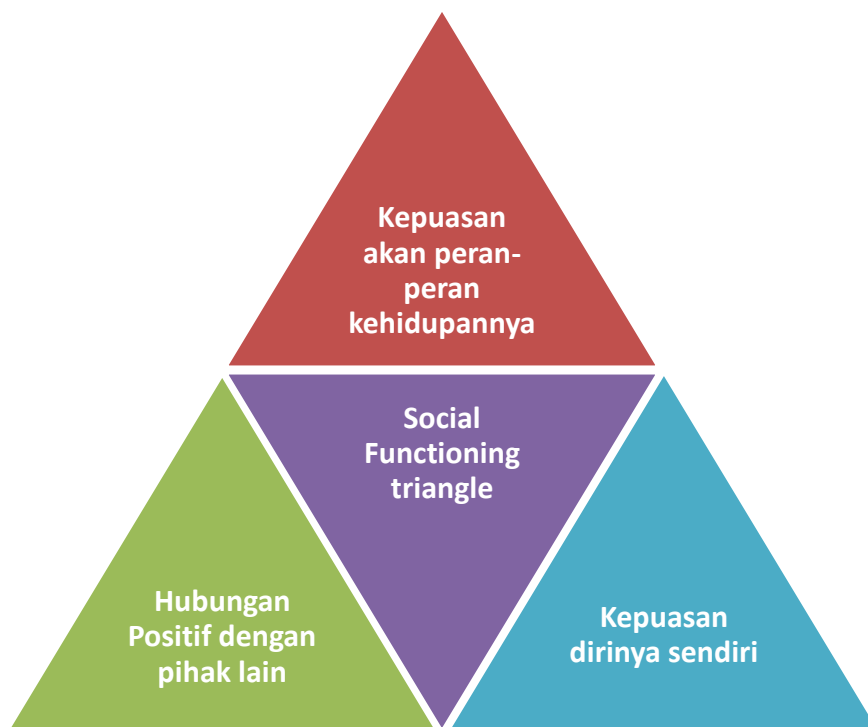 Kepuasan
akan peran-
peran
kehidupannya
Social
Functioning
triangle
Hubungan
Positif dengan
pihak lain
Kepuasan
dirinya sendiri